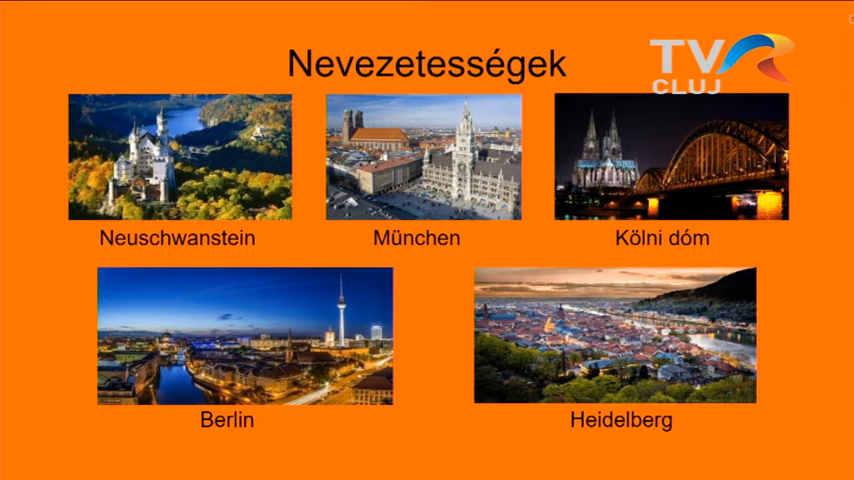 Nevezetességek
TVR
CLUJ
Neuschwanstein
München
Kölni dóm
Berlin
Heidelberg